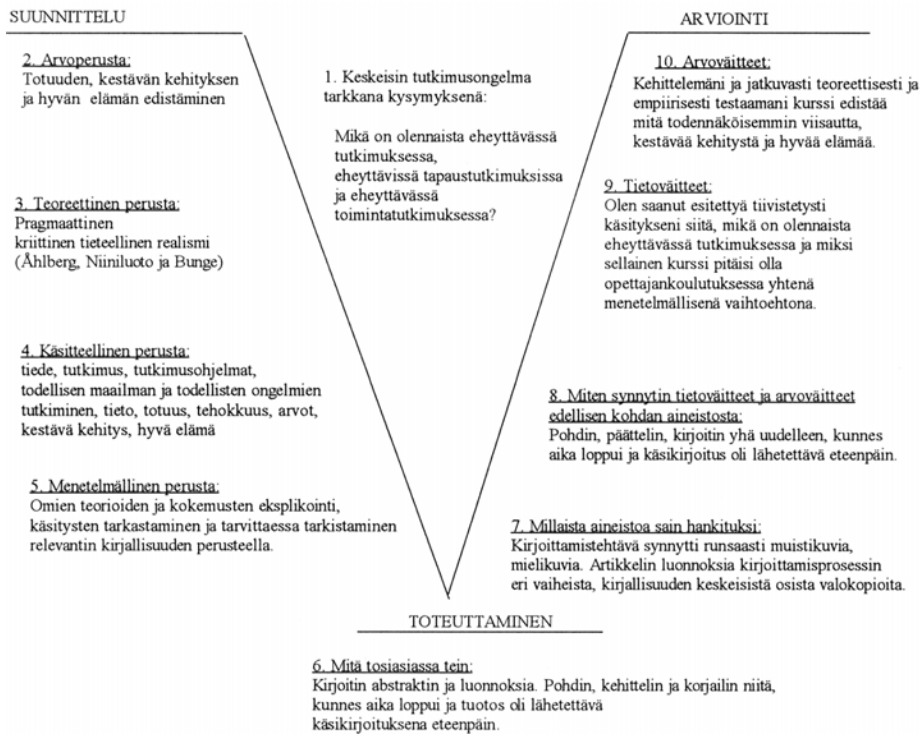 SUUNNITTELU
ARVIOINTI
1. Keskeisin tutkimusongelma
tarkkana kysymyksenä:
Mikä on olennaista eheyttävässä
tutkimuksessa,
eheyttävissä tapaustutkimuksissa
ja eheyttävässä
toimintatutkimuksessa?
2. Arvoperusta:
Totuuden, kestävän kehityksen
ja hyvän elämän edistäminen
3. Teoreettinen perusta:
Pragmaattinen
kriittinen tieteellinen realismi
(Åhlberg, Niiniluoto ja Bunge)
4. Käsitteellinen perusta:
tiede, tutkimus, tutkimusohjelmat,
todellisen maailman ja todellisten ongelmien
tutkiminen, tieto, totuus, tehokkuus, arvot,
kestävä kehitys, hyvä elämä
5. Menetelmällinen perusta:
Omien teorioiden ja kokemusten eksplikointi,
käsitysten tarkastaminen ja tarvittaessa tarkistaminen
relevantin kirjallisuuden perusteella.
TOTEUTTAMINEN
6. Mitä tosiasiassa tein:
Kirjoitin abstraktin ja luonnoksia. Pohdin, kehittelin ja korjailin niitä,
kunnes aika loppui ja tuotos oli lähetettävä
käsikirjoituksena eteenpäin.
7. Millaista aineistoa sain hankituksi:
Kirjoittamistehtävä synnytti runsaasti muistikuvia,
mielikuvia. Artikkelin luonnoksia kirjoittamisprosessin
eri vaiheista, kirjallisuuden keskeisistä osista valokopioita.
8. Miten synnytin tietoväitteet ja arvoväitteet
edellisen kohdan aineistosta:
Pohdin, päättelin, kirjoitin yhä uudelleen, kunnes
aika loppui ja käsikirjoitus oli lähetettävä eteenpäin.
9. Tietoväitteet:
Olen saanut esitettyä tiivistetysti
käsitykseni siitä, mikä on olennaista
eheyttävässä tutkimuksessa ja miksi
sellainen kurssi pitäisi olla
opettajankoulutuksessa yhtenä
menetelmällisenä vaihtoehtona.
10. Arvoväitteet:
Kehittelemäni ja jatkuvasti teoreettisesti ja
empiirisesti testaamani kurssi edistää
mitä todennäköisemmin viisautta,
kestävää kehitystä ja hyvää elämää.